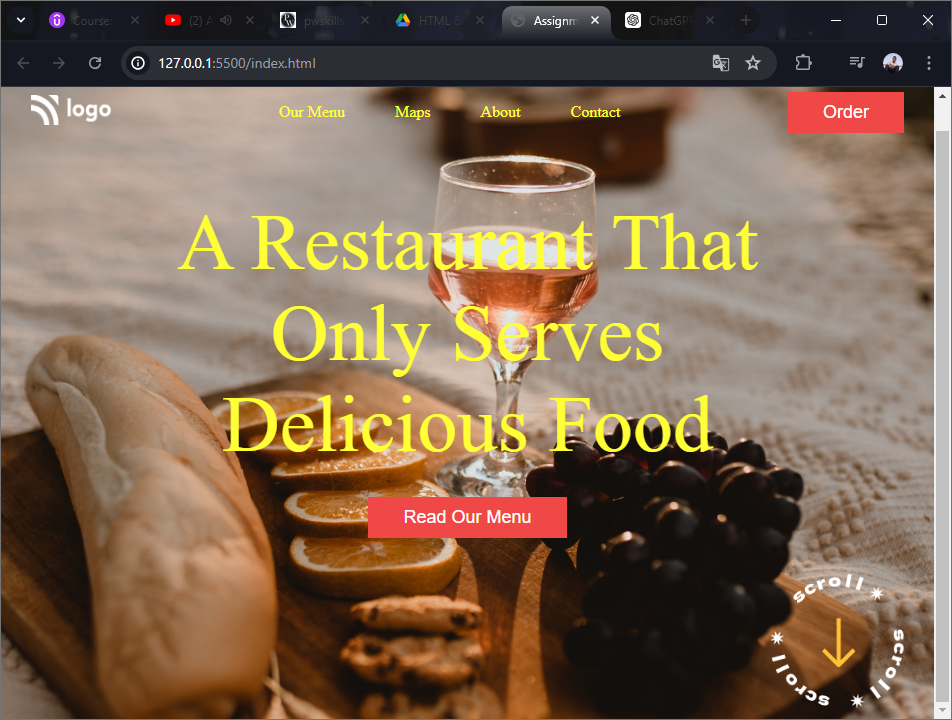 Course:
(2) A
pwskills
HTML &
Assignm
ChatGPT
127.0.0.1:5500/index.html
logo
Our Menu
Maps
About
Contact
Order
A Restaurant That
Only Serves
Delicious Food
Read Our Menu
scroll * scroll * scroll *